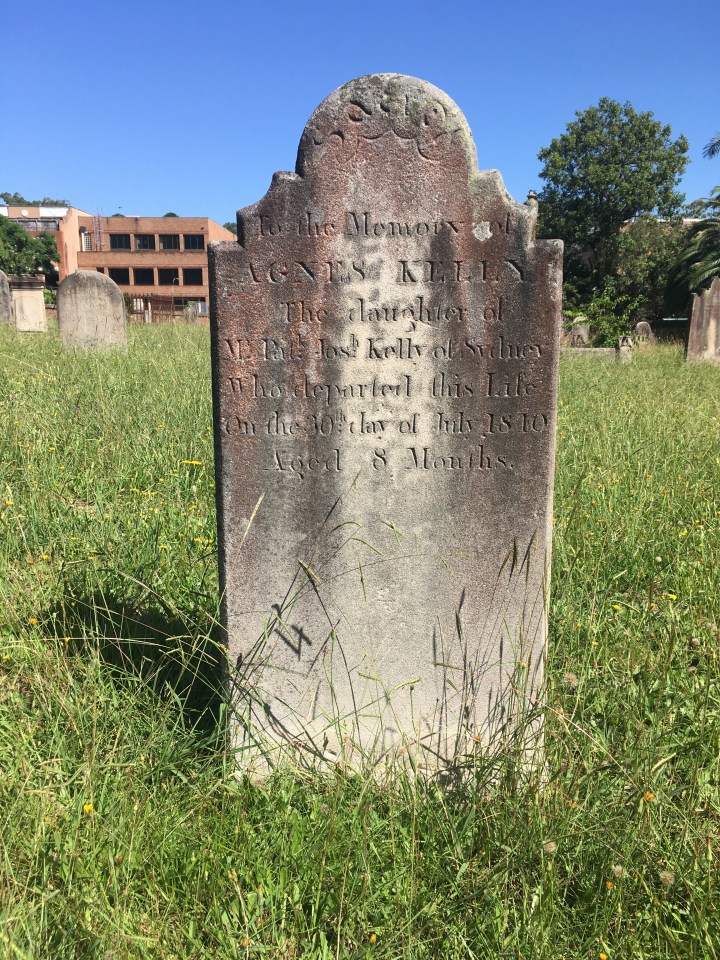 To the Memory of
AGNES KELLY
The daughter of
Mr. Patk. Josh. Kelly of Sydney
Who departed this Life
On the 30th. day of July 1840
Aged 8 Months.